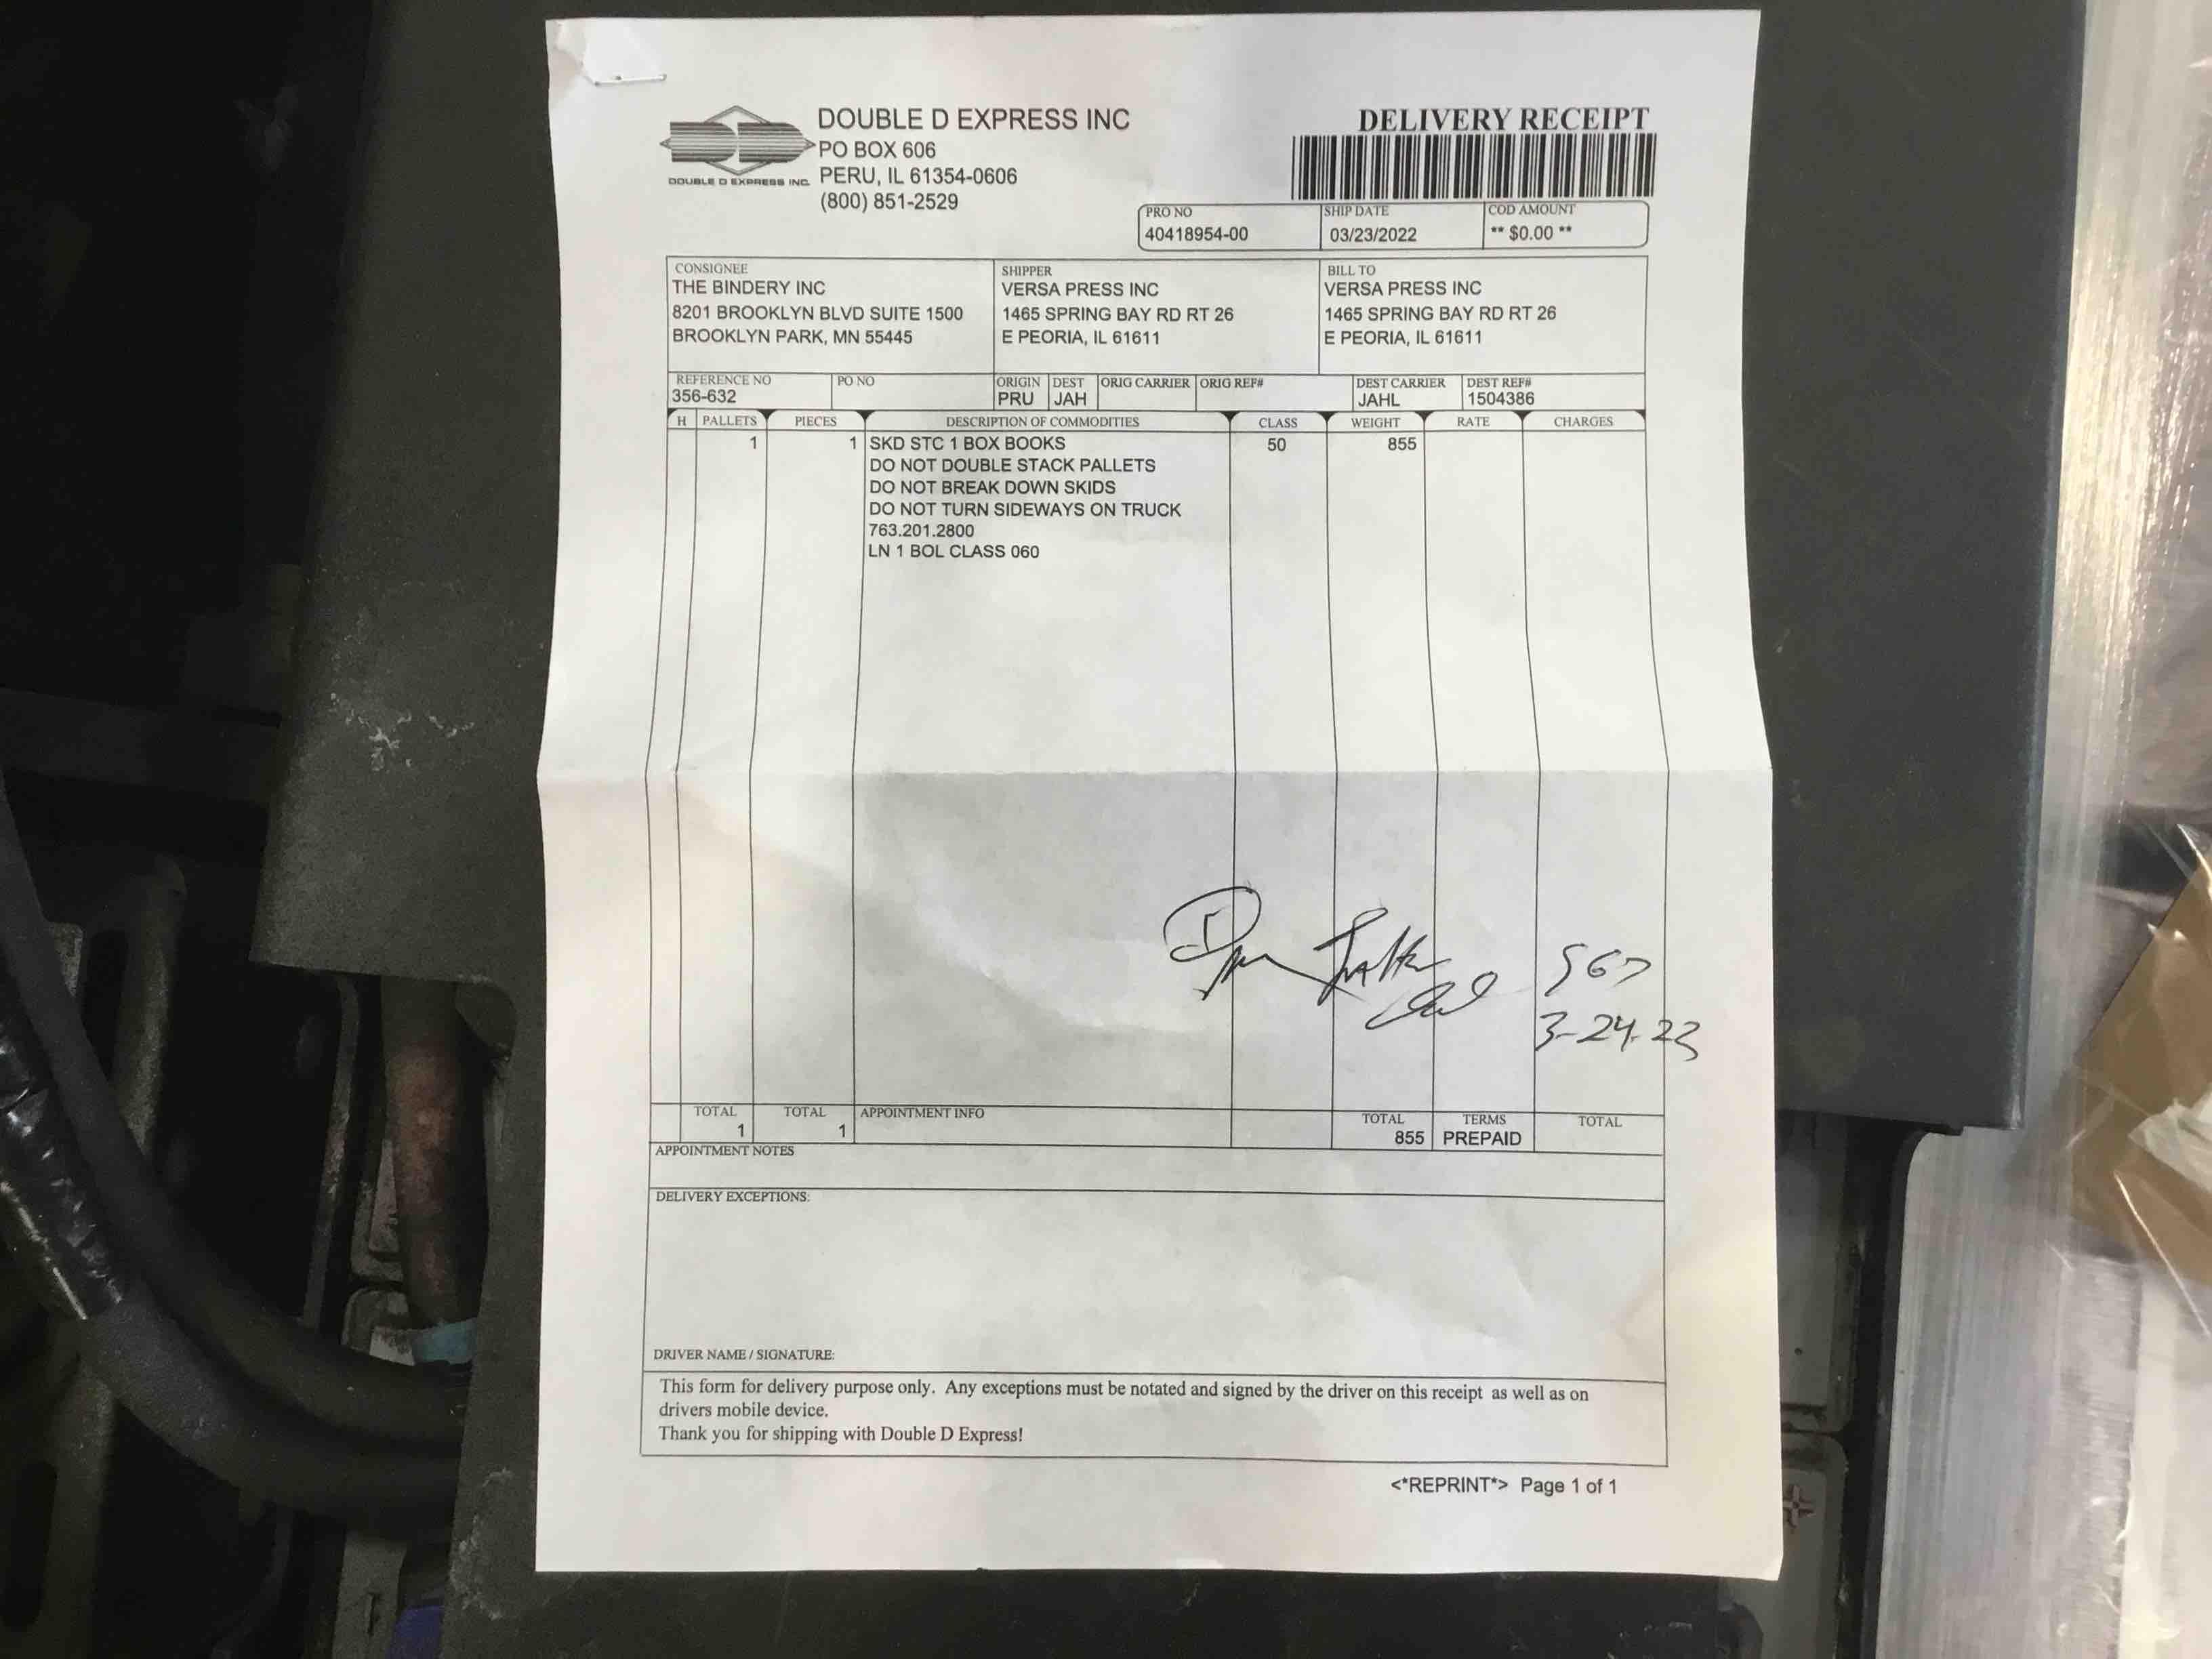 DOUBLE D EXPRESS INC
PO BOX 606
PERU, IL 61354-0606
(800) 851-2529
DOUBLE D EXPRESS INC.
DELIVERY RECEIPT
PRO NO
40418954-00
SHIP DATE
03/23/2022
COD AMOUNT
** $0.00 **
CONSIGNEE
THE BINDERY INC
8201 BROOKLYN BLVD SUITE 1500
BROOKLYN PARK, MN 55445
SHIPPER
VERSA PRESS INC
1465 SPRING BAY RD RT 26
E PEORIA, IL 61611
BILL TO
VERSA PRESS INC
1465 SPRING BAY RD RT 26
E PEORIA, IL 61611
REFERENCE NO
356-632
PO NO
ORIGIN
PRU
DEST
JAH
ORIG CARRIER
ORIG REF#
DEST CARRIER
JAHL
DEST REF#
1504386
H PALLETS PIECES DESCRIPTION OF COMMODITIES CLASS WEIGHT RATE CHARGES
1 1 SKD STC 1 BOX BOOKS 50 855
DO NOT DOUBLE STACK PALLETS
DO NOT BREAK DOWN SKIDS
DO NOT TURN SIDEWAYS ON TRUCK
763.201.2800
LN 1 BOL CLASS 060
3-24-22
TOTAL
1
TOTAL
1
APPOINTMENT INFO
TOTAL
855
TERMS
PREPAID
TOTAL
APPOINTMENT NOTES
DELIVERY EXCEPTIONS:
DRIVER NAME / SIGNATURE:
This form for delivery purpose only. Any exceptions must be notated and signed by the driver on this receipt as well as on
drivers mobile device.
Thank you for shipping with Double D Express!
<*REPRINT*> Page 1 of 1